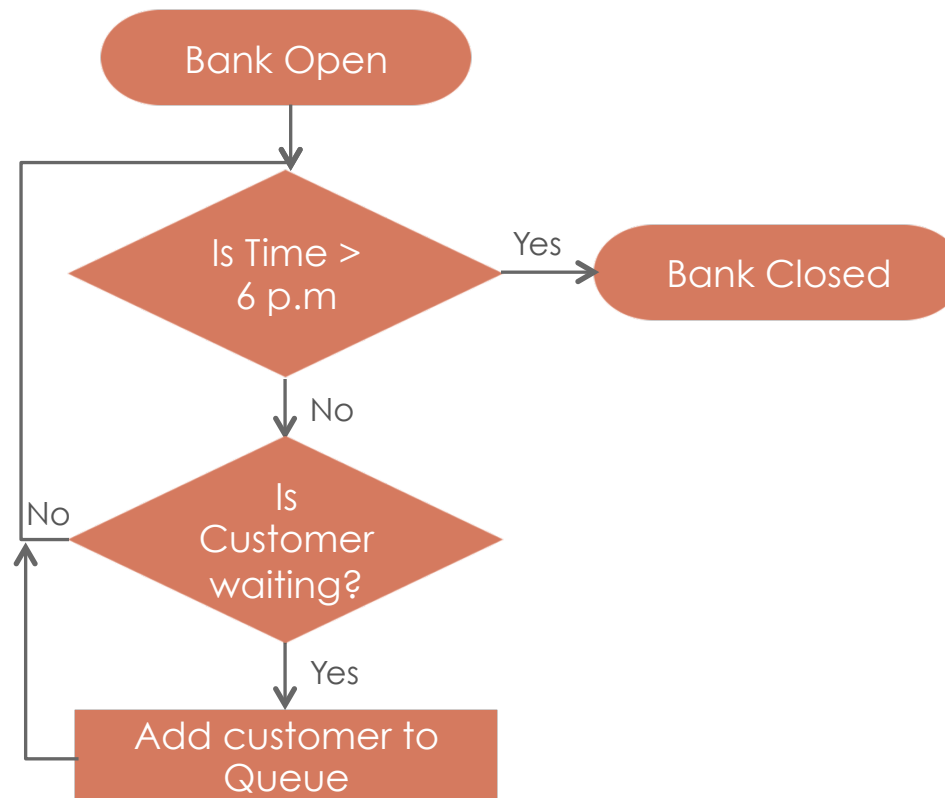 Bank Open
Is Time >
6 p.m
Yes
Bank Closed
No
Is
Customer
waiting?
No
Yes
Add customer to
Queue